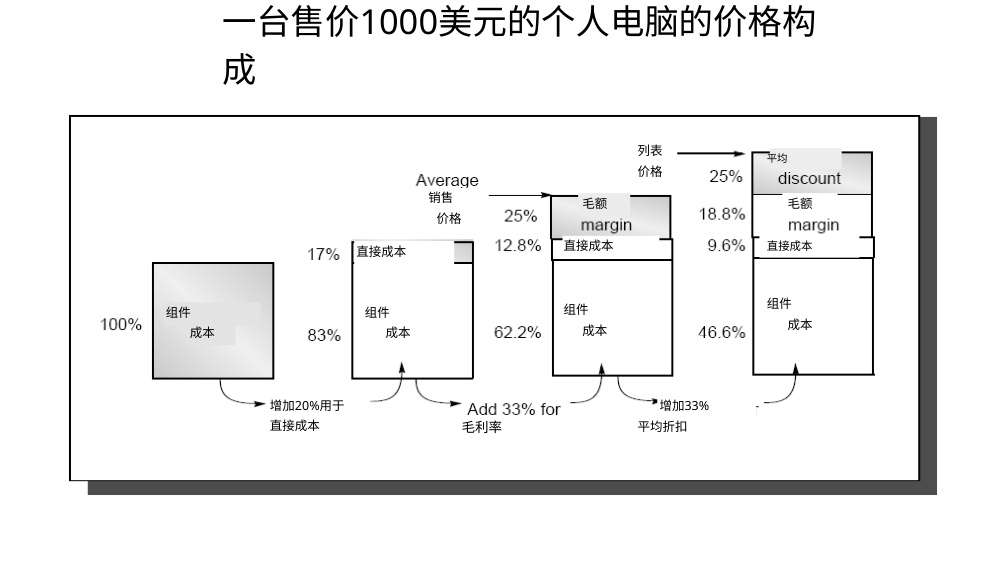 一台售价1000美元的个人电脑的价格构
成
列表
价格
平均
25%
discount
Average
销售
价格
25%
毛额
margin
18.8%
毛额
margin
17%
直接成本
12.8%
直接成本
9.6%
直接成本
100%
组件
成本
83%
组件
成本
62.2%
组件
成本
46.6%
组件
成本
增加20%用于
直接成本
Add 33% for
毛利率
增加33%
平均折扣